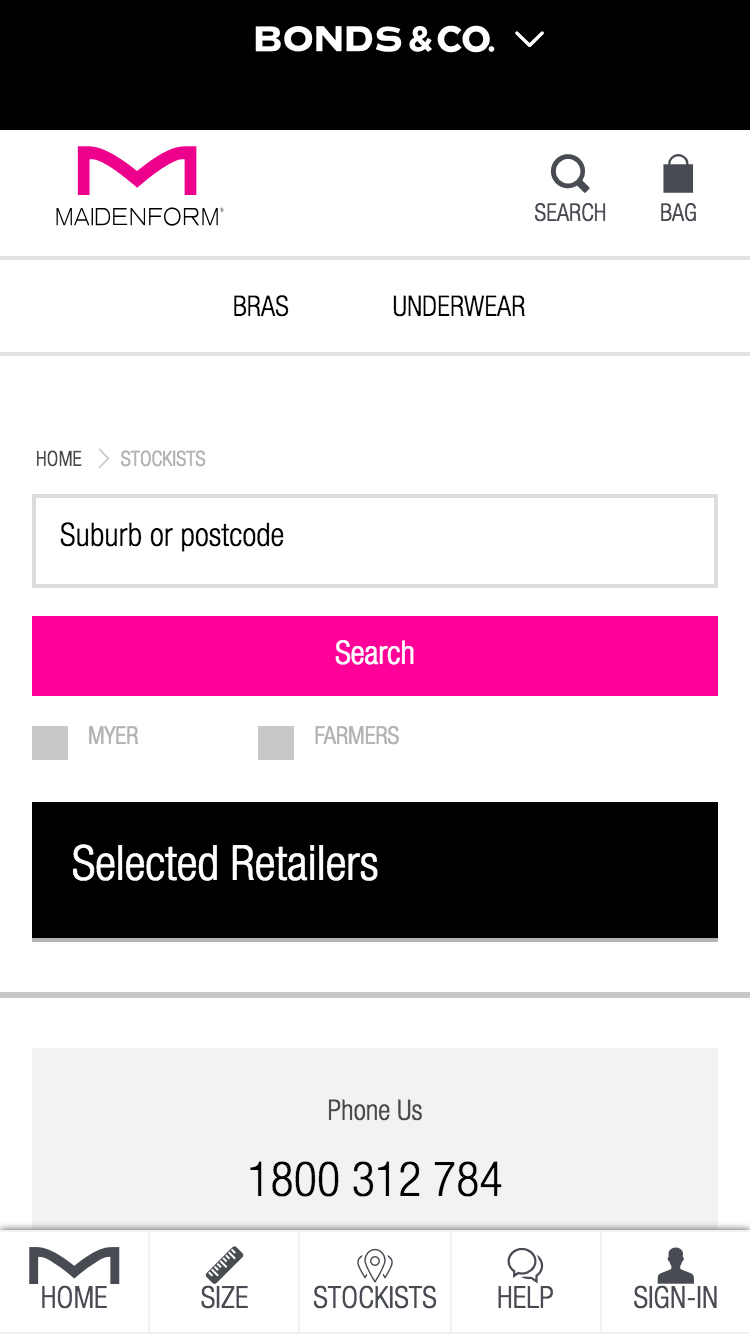 BONDS & CO.
MAIDENFORM®
SEARCH
BAG
BRAS
UNDERWEAR
HOME
STOCKISTS
Suburb or postcode
Search
MYER
FARMERS
Selected Retailers
Phone Us
1800 312 784
HOME
SIZE
STOCKISTS
HELP
SIGN-IN